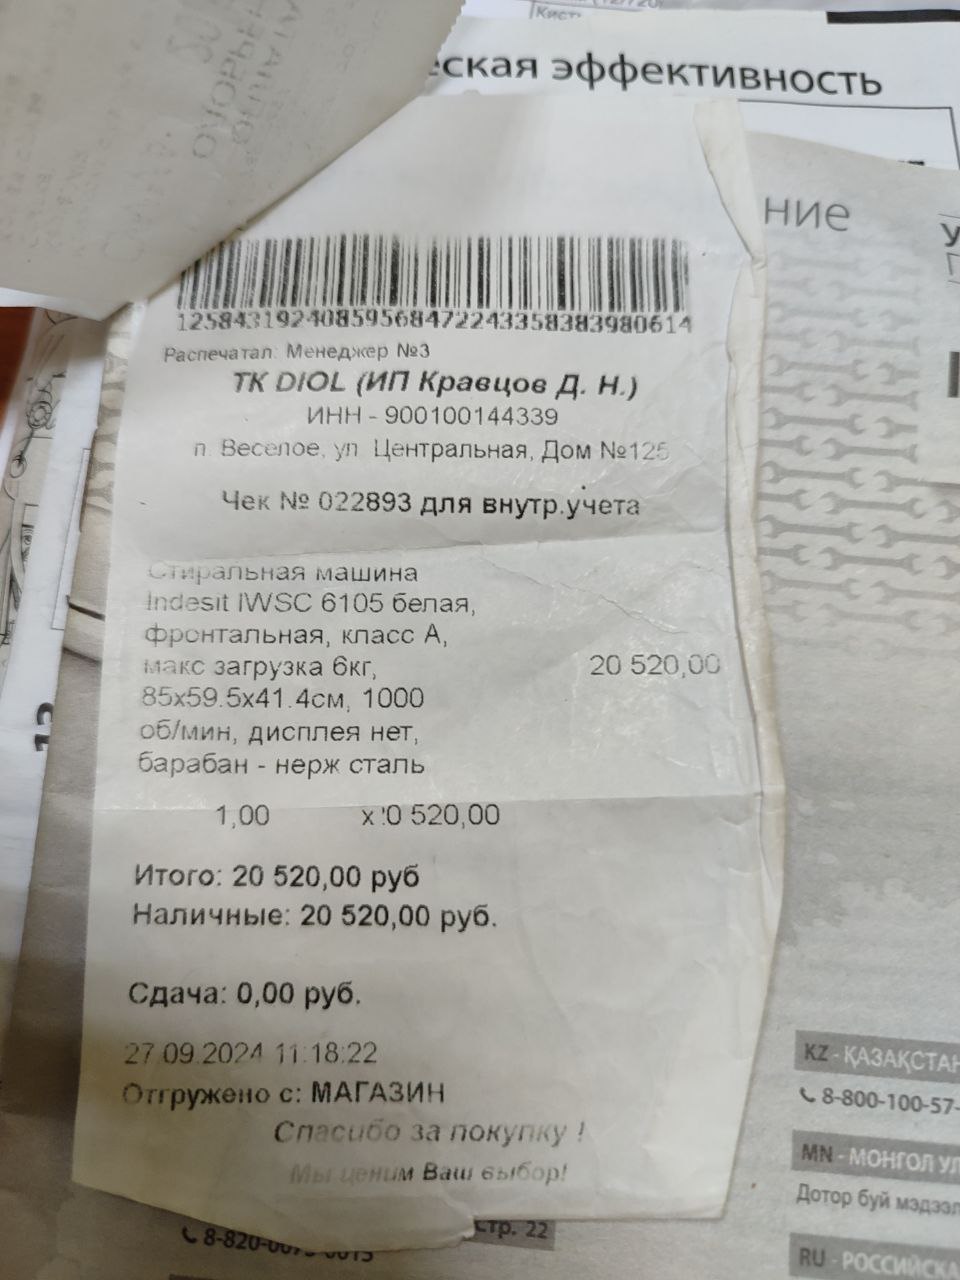 еская эффективность
ние
12584319240859568472243358383980614
Распечатал: Менеджер №3
ТК DIOL (ИП Кравцов Д. Н.)
ИНН - 900100144339
п. Веселое, ул. Центральная, Дом №125
Чек № 022893 для внутр.учета
Стиральная машина
Indesit IWSC 6105 белая,
фронтальная, класс А,
макс загрузка 6кг,
20 520,00
85х59.5х41.4см, 1000
об/мин, дисплея нет,
барабан - нерж сталь
1,00 х 20 520,00
Итого: 20 520,00 руб
Наличные: 20 520,00 руб.
Сдача: 0,00 руб.
27.09.2024 11:18:22
Отгружено с: МАГАЗИН
Спасибо за покупку !
Мы ценим Ваш выбор!
KZ - ҚАЗАҚСТАН
8-800-100-57-
MN - МОНГОЛ УЛ
Дотор буй мэдээл
RU - РОССИЙСКА
стр. 22